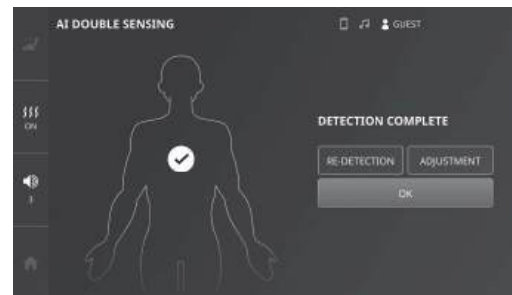 AI DOUBLE SENSING
GUEST
ON
3
DETECTION COMPLETE
RE-DETECTION
ADJUSTMENT
OK